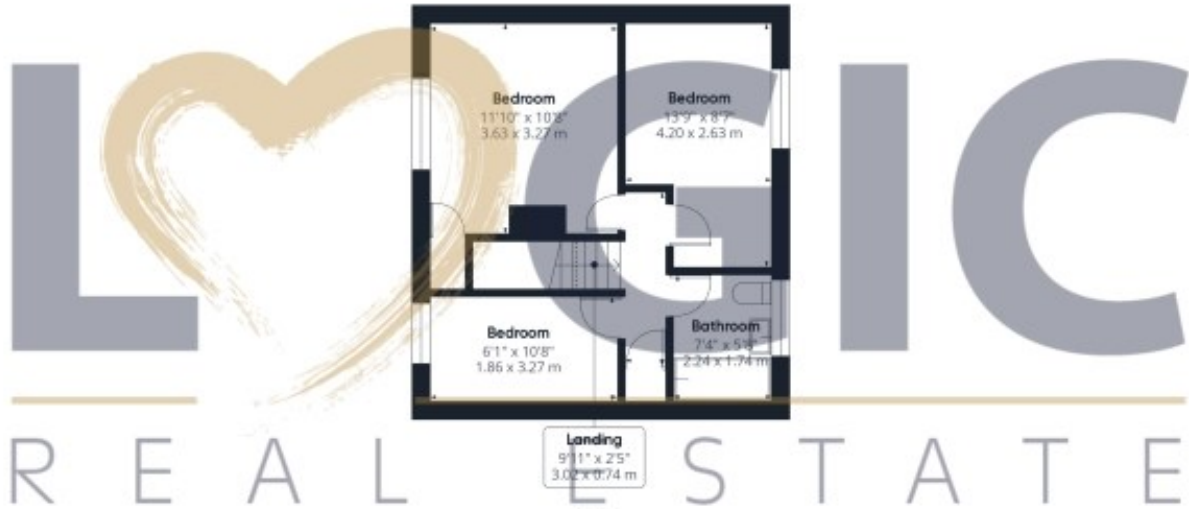 Bedroom
11'10" x 10'8"
3.63 x 3.27 m
Bedroom
13'9" x 8'7"
4.20 x 2.63 m
Bedroom
6'1" x 10'8"
1.86 x 3.27 m
Bathroom
7'4" x 5'8"
2.24 x 1.74 m
Landing
9'11" x 2'5"
3.02 x 0.74 m
L GIC
REAL ESTATE